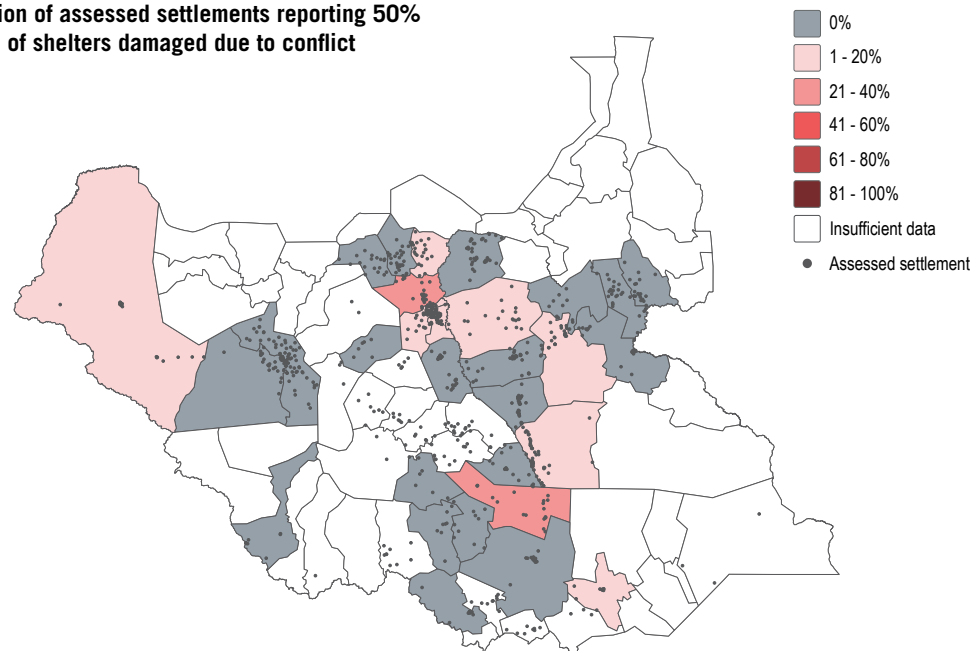 ion of assessed settlements reporting 50%
of shelters damaged due to conflict
0%
1 - 20%
21 - 40%
41 - 60%
61 - 80%
81 - 100%
Insufficient data
Assessed settlement